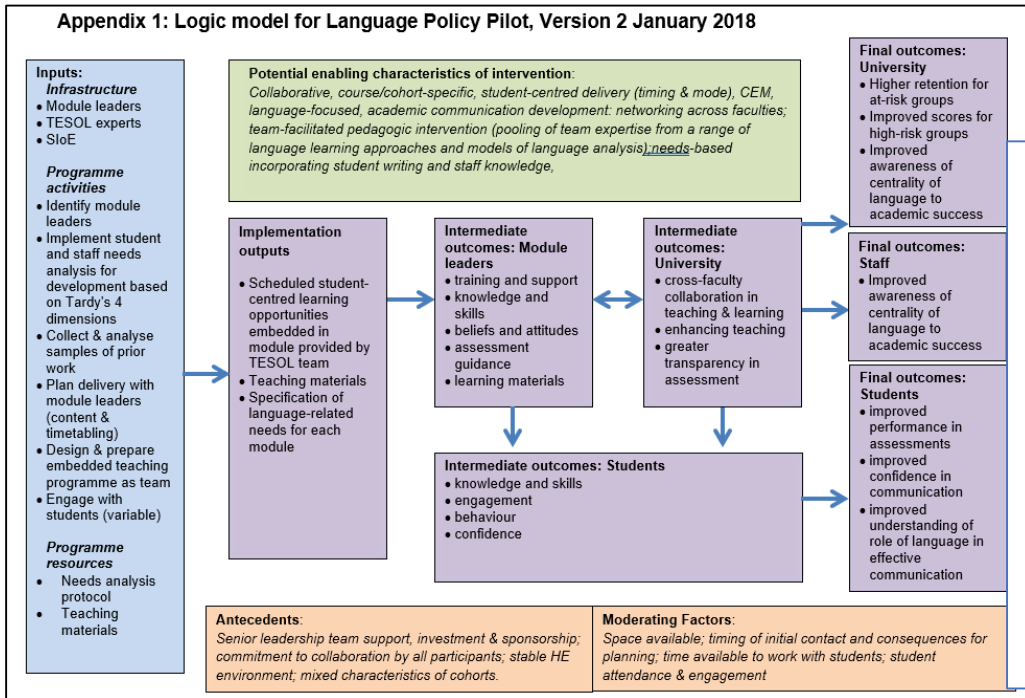 Appendix 1: Logic model for Language Policy Pilot, Version 2 January 2018
Inputs:
Infrastructure
• Module leaders
• TESOL experts
• SIoE
Programme
activities
• Identify module
leaders
• Implement student
and staff needs
analysis for
development based
on Tardy's 4
dimensions
• Collect & analyse
samples of prior
work
• Plan delivery with
module leaders
(content &
timetabling)
• Design & prepare
embedded teaching
programme as team
• Engage with
students (variable)
Programme
resources
• Needs analysis
protocol
• Teaching
materials
Potential enabling characteristics of intervention:
Collaborative, course/cohort-specific, student-centred delivery (timing & mode), CEM,
language-focused, academic communication development: networking across faculties;
team-facilitated pedagogic intervention (pooling of team expertise from a range of
language learning approaches and models of language analysis);needs-based
incorporating student writing and staff knowledge,
Implementation
outputs
• Scheduled student-
centred learning
opportunities
embedded in
module provided by
TESOL team
• Teaching materials
• Specification of
language-related
needs for each
module
Intermediate
outcomes: Module
leaders
• training and support
• knowledge and
skills
• beliefs and attitudes
• assessment
guidance
• learning materials
Intermediate
outcomes:
University
• cross-faculty
collaboration in
teaching & learning
• enhancing teaching
• greater
transparency in
assessment
Intermediate outcomes: Students
• knowledge and skills
• engagement
• behaviour
• confidence
Final outcomes:
University
• Higher retention for
at-risk groups
• Improved scores for
high-risk groups
• Improved
awareness of
centrality of
language to
academic success
Final outcomes:
Staff
• Improved
awareness of
centrality of
language to
academic success
Final outcomes:
Students
• improved
performance in
assessments
• improved
confidence in
communication
• improved
understanding of
role of language in
effective
communication
Antecedents:
Senior leadership team support, investment & sponsorship;
commitment to collaboration by all participants; stable HE
environment; mixed characteristics of cohorts.
Moderating Factors:
Space available; timing of initial contact and consequences for
planning; time available to work with students; student
attendance & engagement